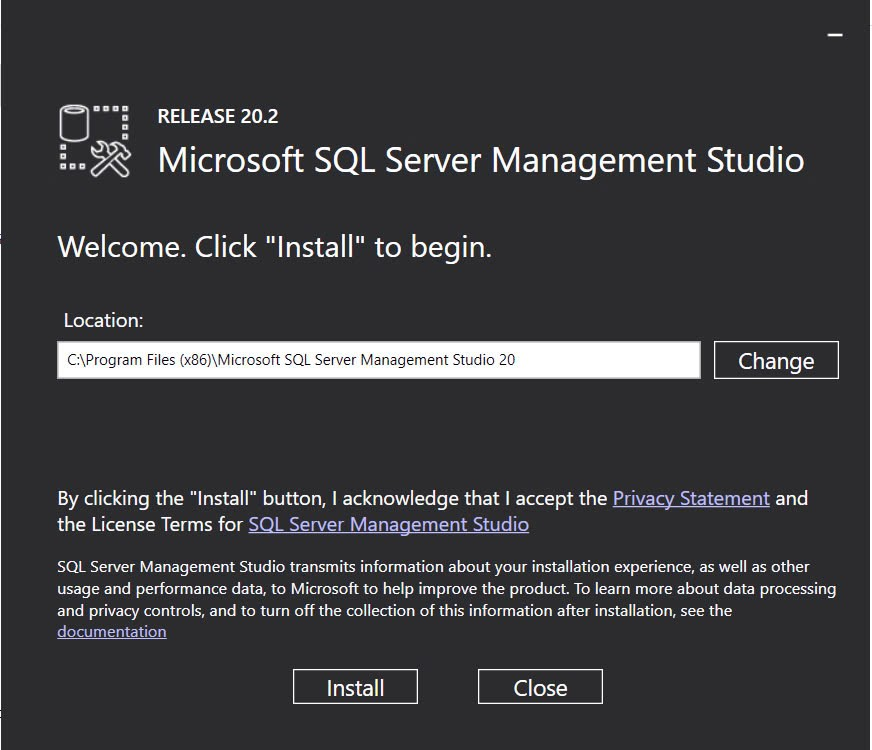 RELEASE 20.2
Microsoft SQL Server Management Studio
Welcome. Click "Install" to begin.
Location:
C:\Program Files (x86)\Microsoft SQL Server Management Studio 20
Change
By clicking the "Install" button, I acknowledge that I accept the Privacy Statement and
the License Terms for SQL Server Management Studio
SQL Server Management Studio transmits information about your installation experience, as well as other
usage and performance data, to Microsoft to help improve the product. To learn more about data processing
and privacy controls, and to turn off the collection of this information after installation, see the
documentation
Install
Close